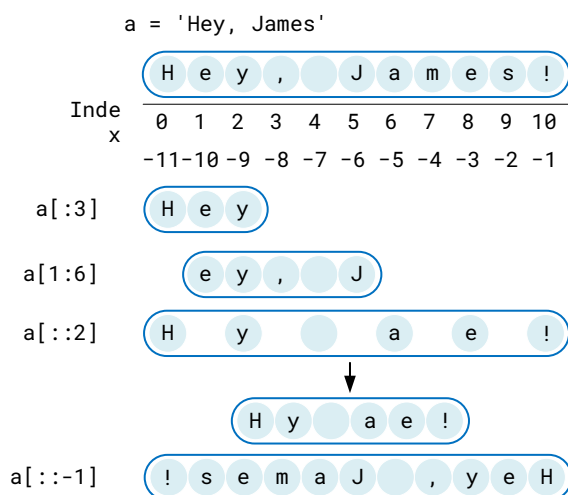 a = 'Hey, James'
H e y , J a m e s !
Inde
x
0 1 2 3 4 5 6 7 8 9 10
-11 -10 -9 -8 -7 -6 -5 -4 -3 -2 -1
a[:3] H e y
a[1:6] e y , J
a[::2] H y a e !
H y a e !
a[::-1] ! s e m a J , y e H